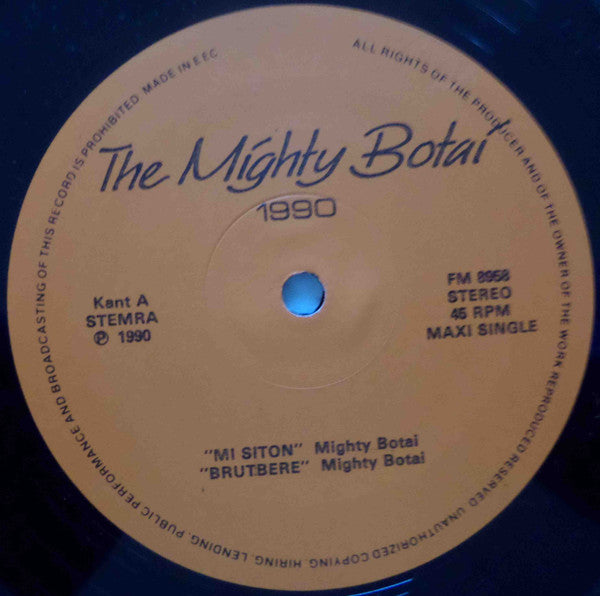 ALL RIGHTS OF THE PRODUCER AND OF THE OWNER OF THE WORK REPRODUCED RESERVED. UNAUTHORIZED COPYING. HIRING. LENDING. PUBLIC PERFORMANCE AND BROADCASTING OF THIS RECORD IS PROHIBITED MADE IN EEC
The Mighty Botai
1990
Kant A
STEMRA
℗ 1990
FM 8958
STEREO
45 RPM
MAXI SINGLE
"MI SITON" Mighty Botai
"BRUTBERE" Mighty Botai